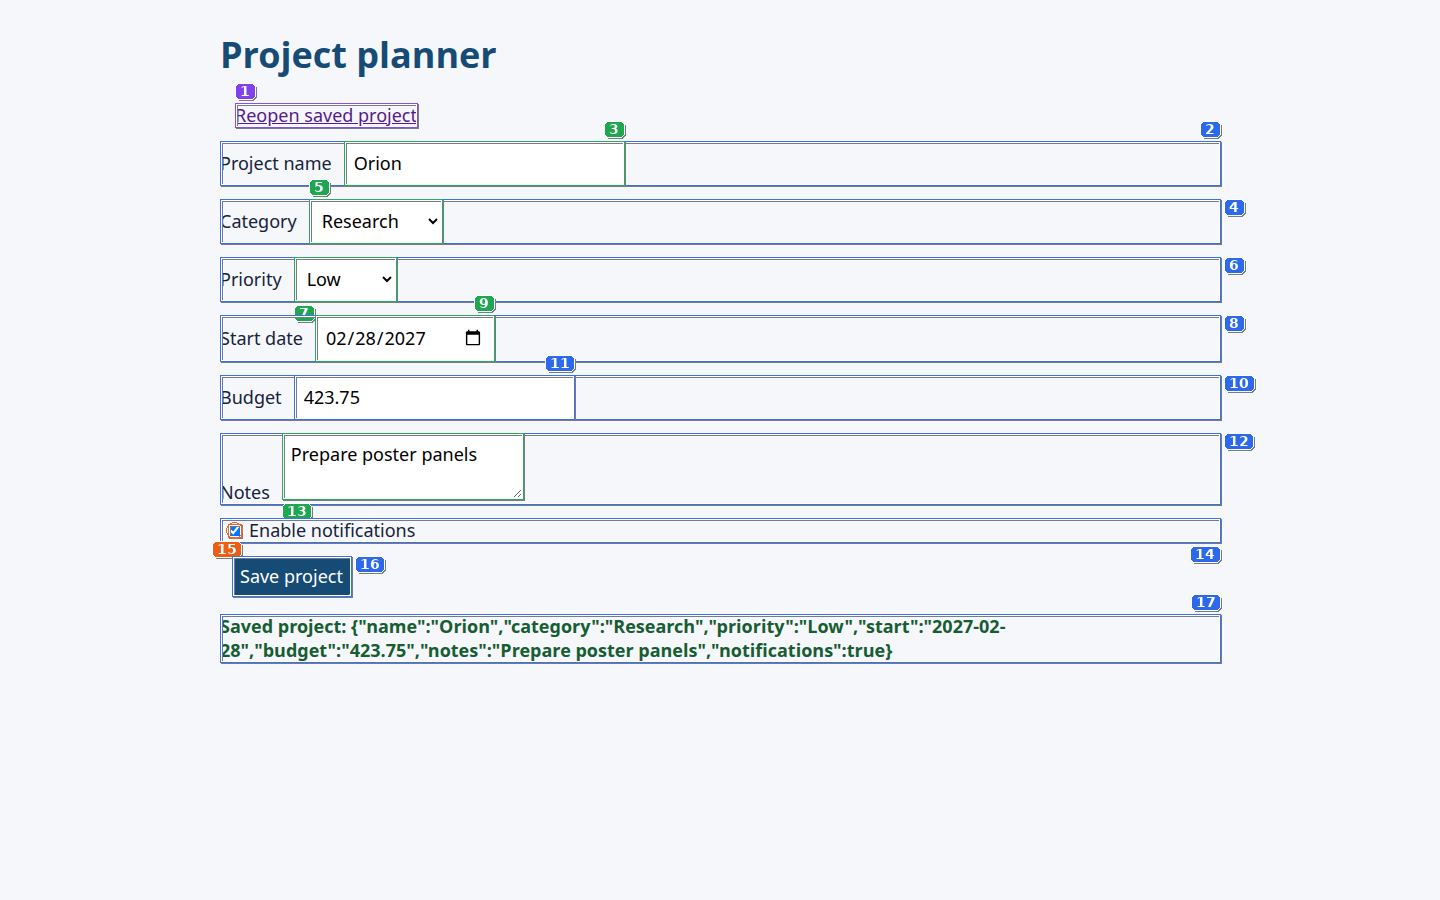 Project planner
1
Reopen saved project
3 2
Project name Orion
5
Category Research 4
Priority Low 6
7 9
Start date 02/28/2027 8
11
Budget 423.75 10
Prepare poster panels 12
Notes
13
Enable notifications
15 14
Save project 16
17
Saved project: {"name":"Orion","category":"Research","priority":"Low","start":"2027-02-
28","budget":"423.75","notes":"Prepare poster panels","notifications":true}